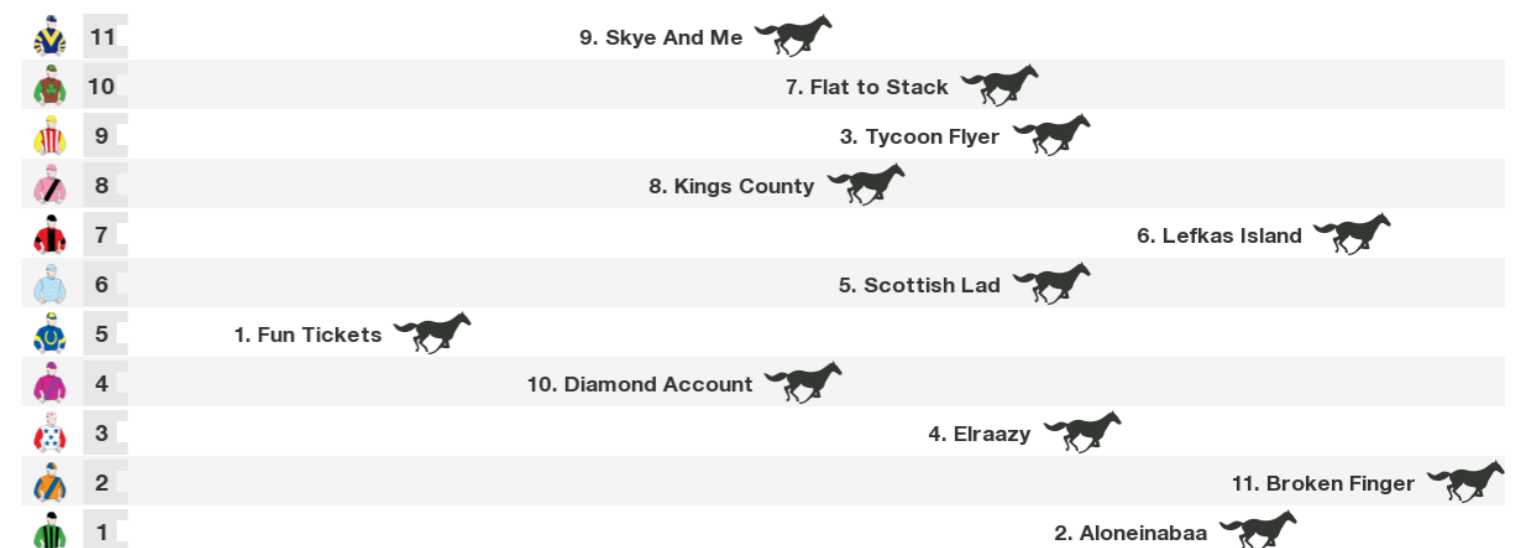 11 9. Skye And Me
10 7. Flat to Stack
9 3. Tycoon Flyer
8 8. Kings County
7 6. Lefkas Island
6 5. Scottish Lad
5 1. Fun Tickets
4 10. Diamond Account
3 4. Elraazy
2 11. Broken Finger
1 2. Aloneinabaa